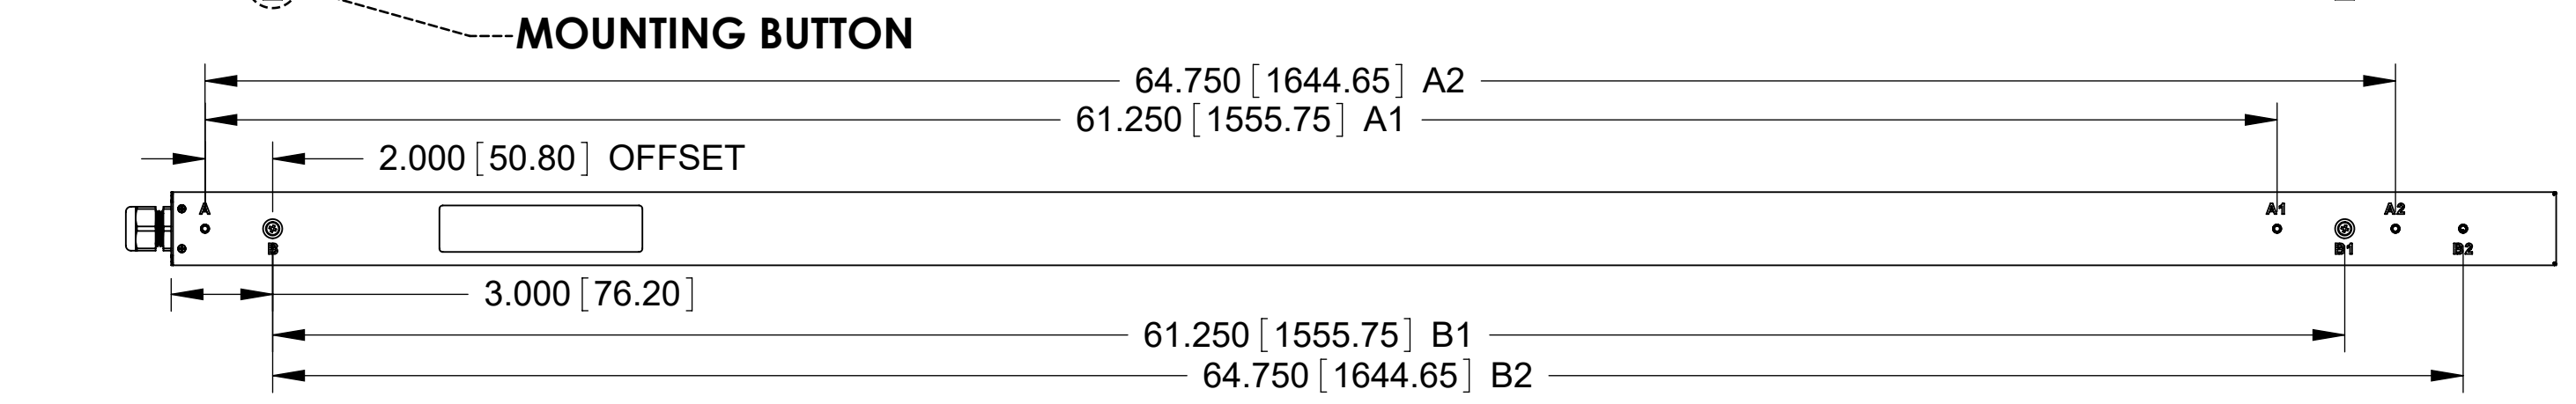 MOUNTING BUTTON
64.750 [1644.65] A2
61.250 [1555.75] A1
2.000 [50.80] OFFSET
A A1 A2
B B1 B2
3.000 [76.20]
61.250 [1555.75] B1
64.750 [1644.65] B2